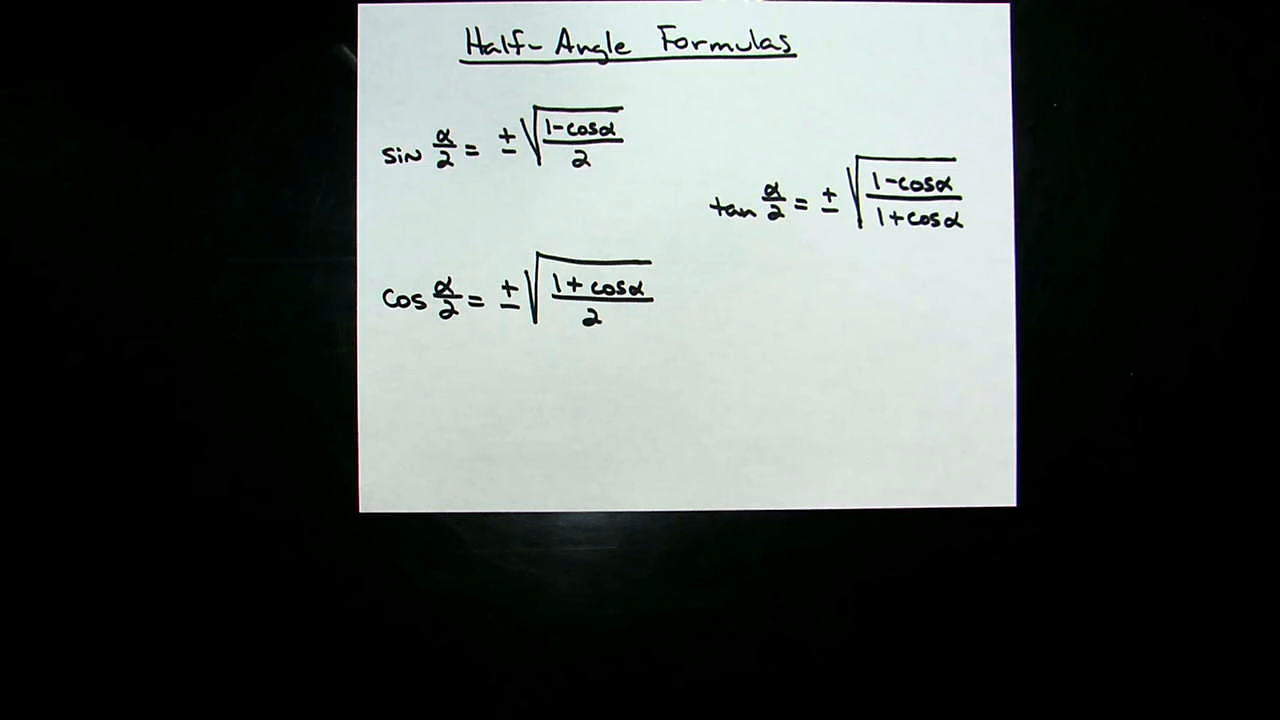 Half-Angle Formulas
sin α/2 = ± √((1-cosα)/2)
tan α/2 = ± √((1-cosα)/(1+cosα))
cos α/2 = ± √((1+cosα)/2)